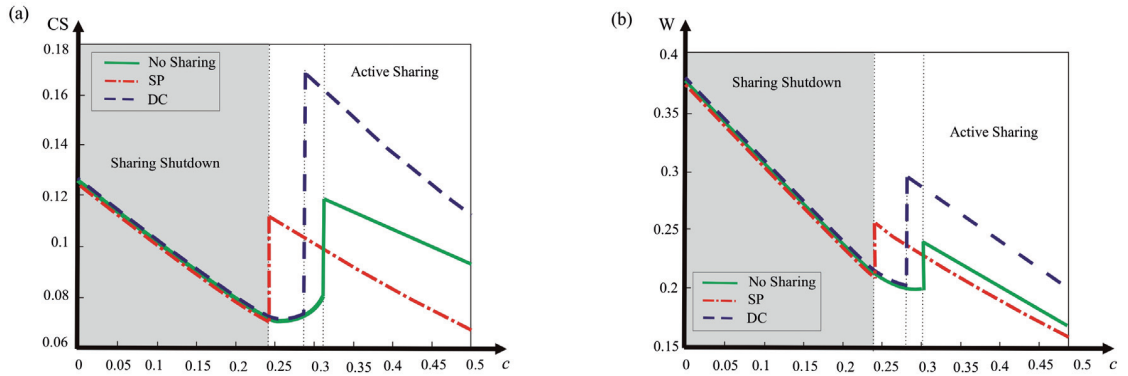 (a)
CS
0.18
0.16
0.14
0.12
0.1
0.08
0.06
No Sharing
SP
DC
Active Sharing
Sharing Shutdown
0 0.05 0.1 0.15 0.2 0.25 0.3 0.35 0.4 0.45 0.5 c
(b)
W
0.4
0.35
0.3
0.25
0.2
0.15
Sharing Shutdown
Active Sharing
No Sharing
SP
DC
0 0.05 0.1 0.15 0.2 0.25 0.3 0.35 0.4 0.45 0.5 c